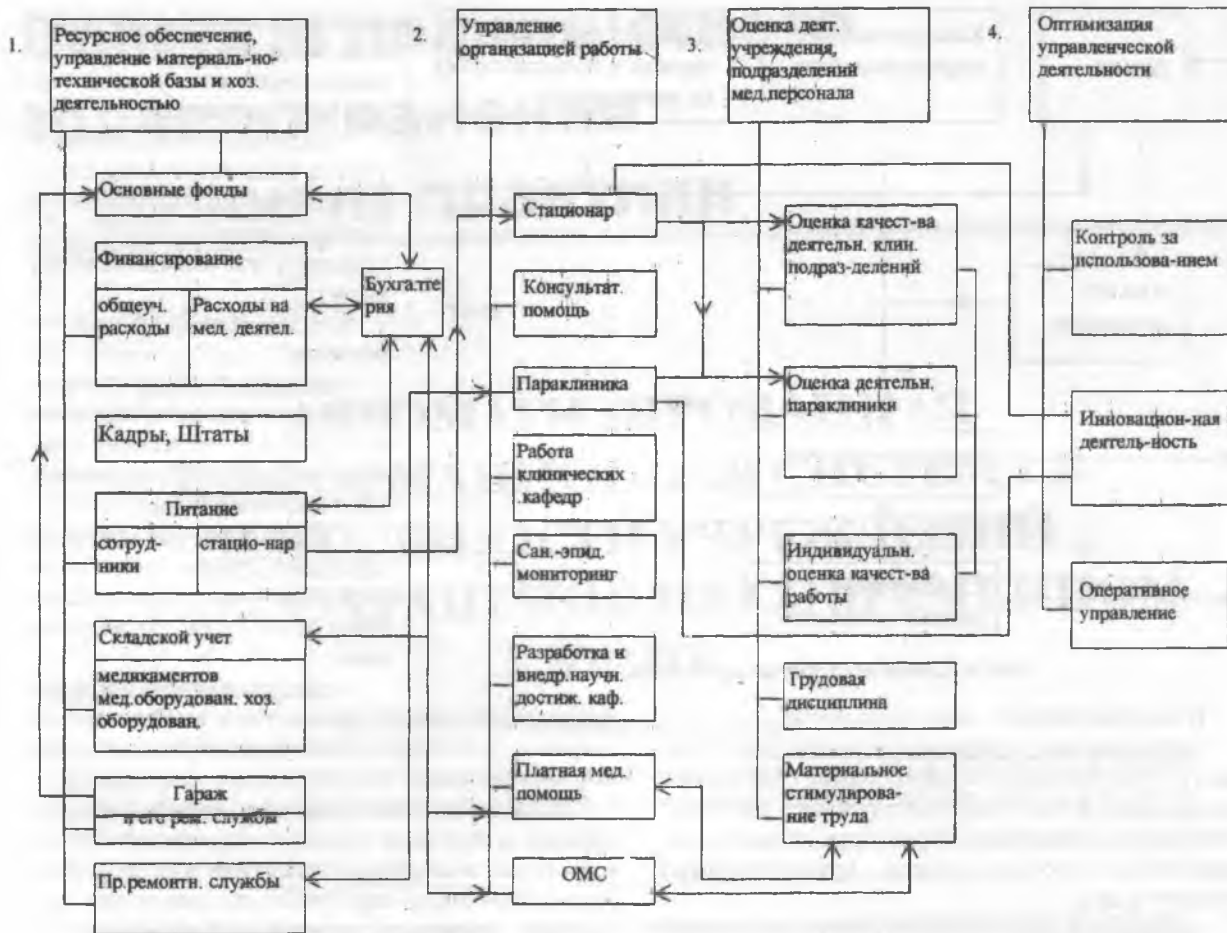 1.
Ресурсное обеспечение,
управление материаль-но-
технической базы и хоз.
деятельностью
Основные фонды
Финансирование
общеуч.
расходы
Расходы на
мед. деятел.
Бухгалте
рия
Кадры, Штаты
Питание
сотруд-
ники
стацио-нар
Складской учет
медикаментов
мед.оборудован. хоз.
оборудован.
Гараж
и его рем. службы
Пр.ремонтн. службы
2.
Управление
организацией работы
Стационар
Консультат.
помощь
Параклиника
Работа
клинических
кафедр
Сан.-эпид.
мониторинг
Разработка и
внедр.научн.
достиж. каф.
Платная мед.
помощь
ОМС
3.
Оценка деят.
учреждения,
подразделений
мед.персонала
Оценка качест-ва
деятельн. клин.
подраз-делений
Оценка деятельн.
параклиники
Индивидуальн.
оценка качест-ва
работы
Трудовая
дисциплина
Материальное
стимулирова-
ние труда
4.
Оптимизация
управленческой
деятельности
Контроль за
использова-нием
Инновацион-ная
деятель-ность
Оперативное
управление